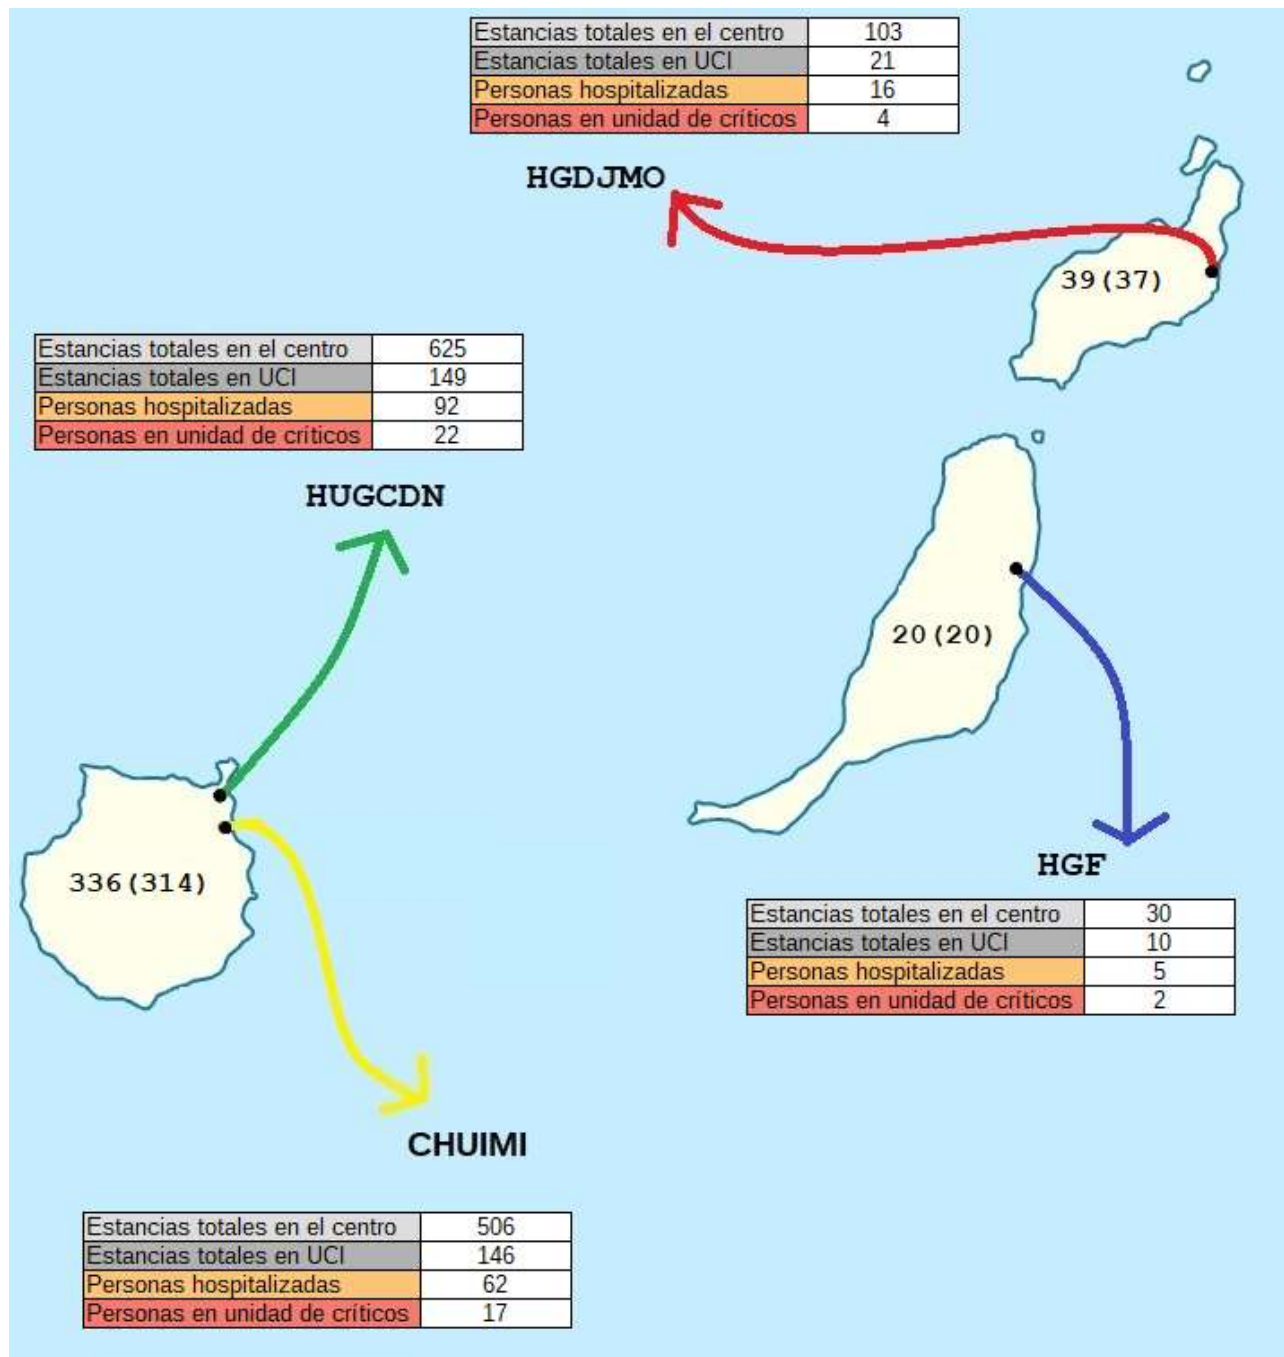 Estancias totales en el centro 103
Estancias totales en UCI 21
Personas hospitalizadas 16
Personas en unidad de críticos 4
HGDJMO
39(37)
Estancias totales en el centro 625
Estancias totales en UCI 149
Personas hospitalizadas 92
Personas en unidad de críticos 22
HUGCDN
20(20)
336(314)
HGF
Estancias totales en el centro 30
Estancias totales en UCI 10
Personas hospitalizadas 5
Personas en unidad de críticos 2
CHUIMI
Estancias totales en el centro 506
Estancias totales en UCI 146
Personas hospitalizadas 62
Personas en unidad de críticos 17